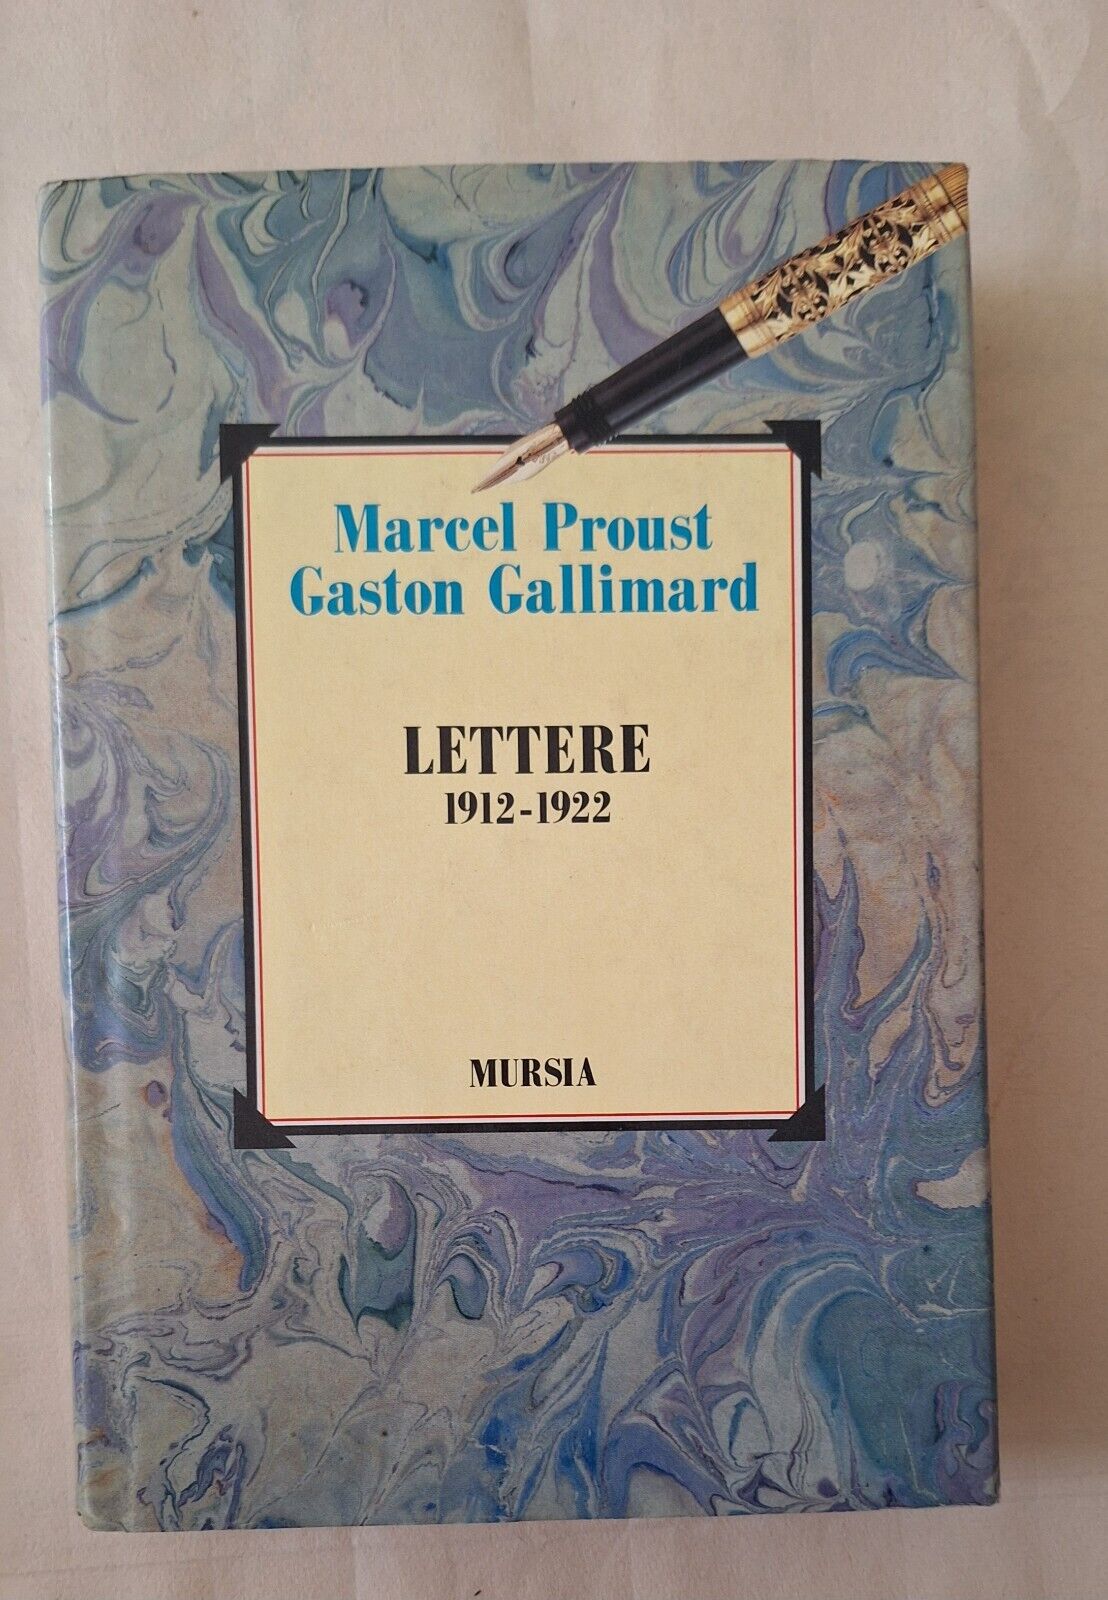 Marcel Proust
Gaston Gallimard
LETTERE
1912-1922
MURSIA